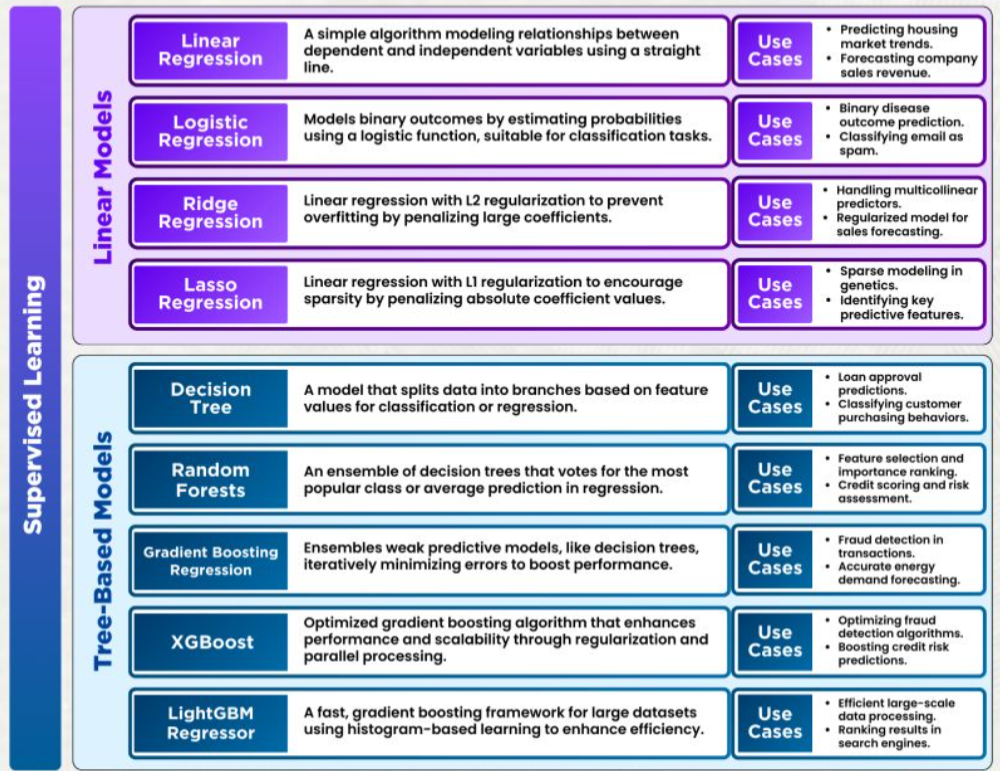 Supervised Learning
Linear Models
Linear
Regression
A simple algorithm modeling relationships between
dependent and independent variables using a straight
line.
Use
Cases
• Predicting housing
market trends.
• Forecasting company
sales revenue.
Logistic
Regression
Models binary outcomes by estimating probabilities
using a logistic function, suitable for classification tasks.
Use
Cases
• Binary disease
outcome prediction.
• Classifying email as
spam.
Ridge
Regression
Linear regression with L2 regularization to prevent
overfitting by penalizing large coefficients.
Use
Cases
• Handling multicollinear
predictors.
• Regularized model for
sales forecasting.
Lasso
Regression
Linear regression with L1 regularization to encourage
sparsity by penalizing absolute coefficient values.
Use
Cases
• Sparse modeling in
genetics.
• Identifying key
predictive features.
Tree-Based Models
Decision
Tree
A model that splits data into branches based on feature
values for classification or regression.
Use
Cases
• Loan approval
predictions.
• Classifying customer
purchasing behaviors.
Random
Forests
An ensemble of decision trees that votes for the most
popular class or average prediction in regression.
Use
Cases
• Feature selection and
importance ranking.
• Credit scoring and risk
assessment.
Gradient Boosting
Regression
Ensembles weak predictive models, like decision trees,
iteratively minimizing errors to boost performance.
Use
Cases
• Fraud detection in
transactions.
• Accurate energy
demand forecasting.
XGBoost
Optimized gradient boosting algorithm that enhances
performance and scalability through regularization and
parallel processing.
Use
Cases
• Optimizing fraud
detection algorithms.
• Boosting credit risk
predictions.
LightGBM
Regressor
A fast, gradient boosting framework for large datasets
using histogram-based learning to enhance efficiency.
Use
Cases
• Efficient large-scale
data processing.
• Ranking results in
search engines.